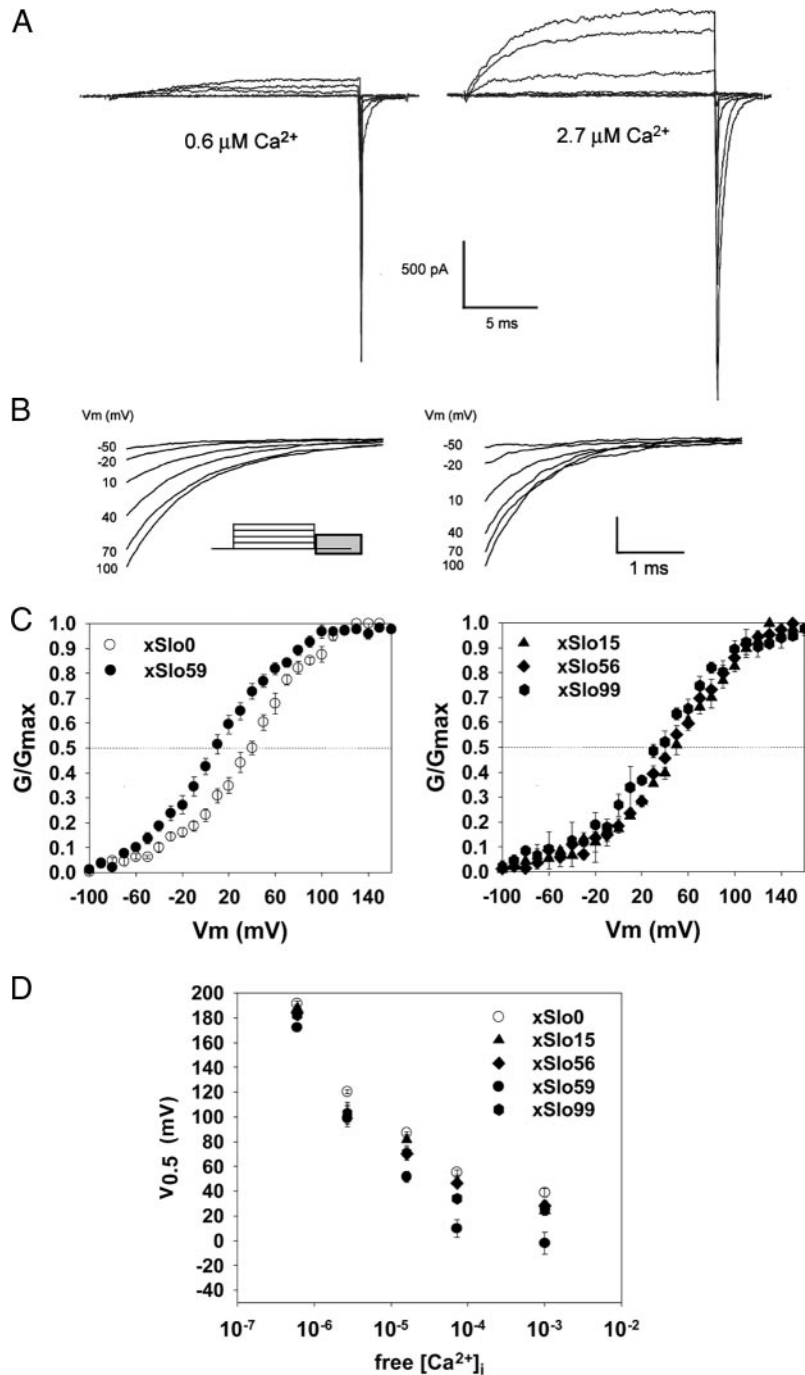 A
0.6 μM Ca²⁺
2.7 μM Ca²⁺
500 pA
5 ms
B
Vm (mV)
-50
-20
10
40
70
100
Vm (mV)
-50
-20
10
40
70
100
1 ms
C
G/Gmax
1.0
0.9
0.8
0.7
0.6
0.5
0.4
0.3
0.2
0.1
0.0
xSlo0
xSlo59
-100 -60 -20 20 60 100 140
Vm (mV)
G/Gmax
1.0
0.9
0.8
0.7
0.6
0.5
0.4
0.3
0.2
0.1
0.0
xSlo15
xSlo56
xSlo99
-100 -60 -20 20 60 100 140
Vm (mV)
D
V0.5 (mV)
200
180
160
140
120
100
80
60
40
20
0
-20
-40
xSlo0
xSlo15
xSlo56
xSlo59
xSlo99
10⁻⁷ 10⁻⁶ 10⁻⁵ 10⁻⁴ 10⁻³ 10⁻²
free [Ca²⁺]i